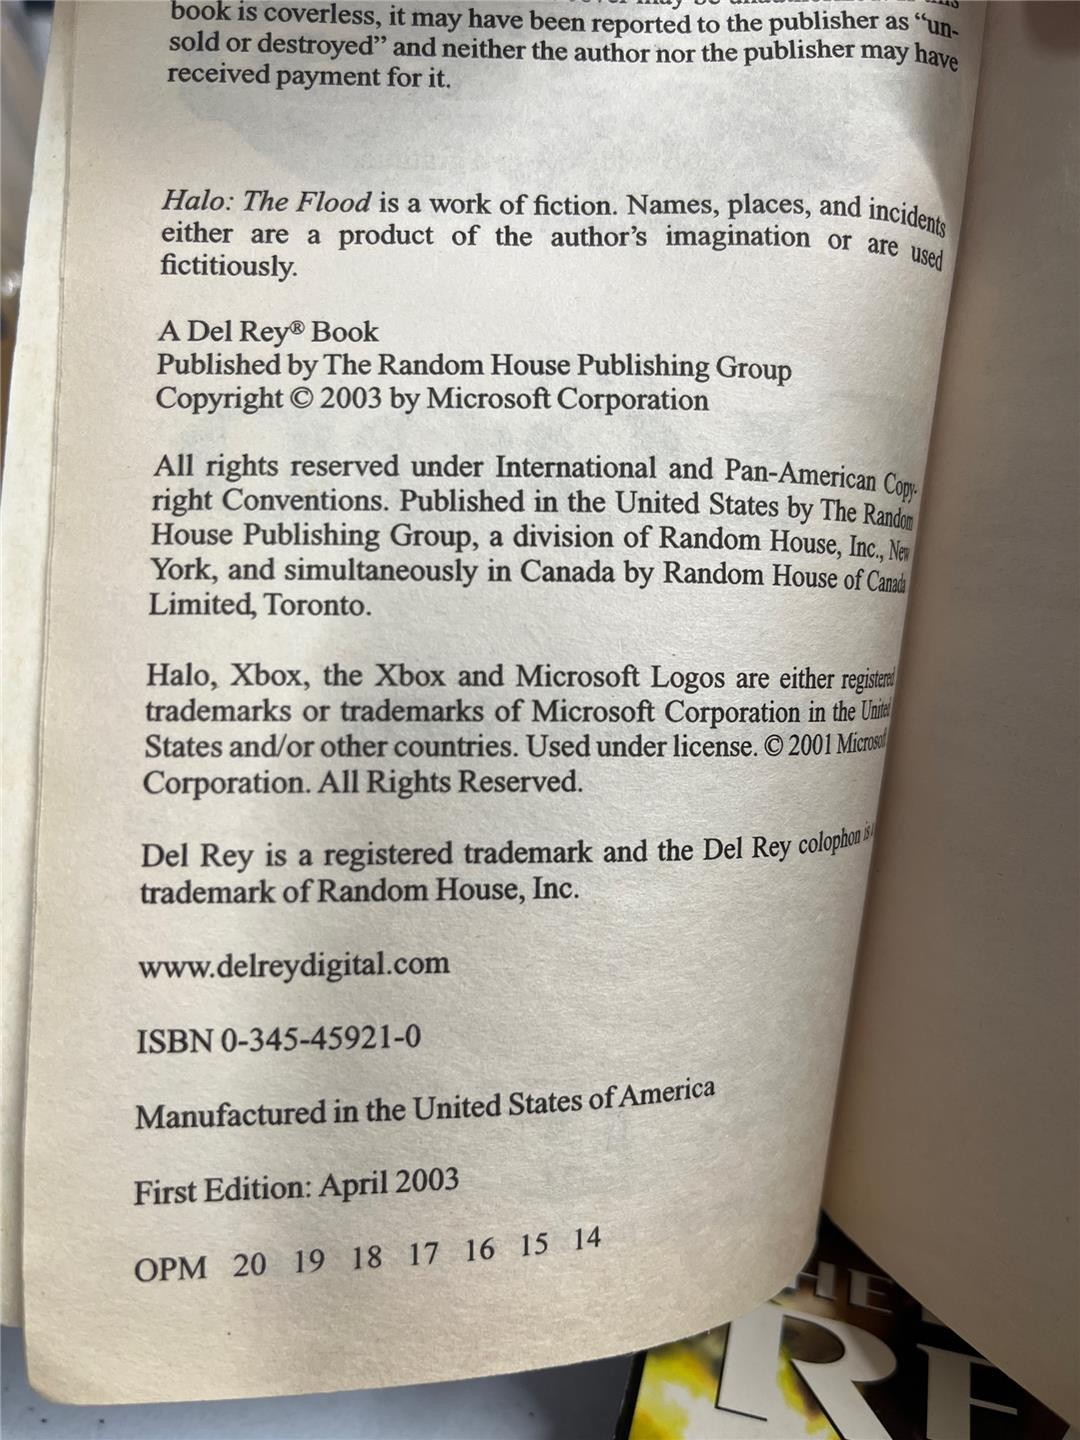 book is coverless, it may have been reported to the publisher as “un-
sold or destroyed” and neither the author nor the publisher may have
received payment for it.
Halo: The Flood is a work of fiction. Names, places, and incidents
either are a product of the author’s imagination or are used
fictitiously.
A Del Rey® Book
Published by The Random House Publishing Group
Copyright © 2003 by Microsoft Corporation
All rights reserved under International and Pan-American Copy-
right Conventions. Published in the United States by The Random
House Publishing Group, a division of Random House, Inc., New
York, and simultaneously in Canada by Random House of Canada
Limited, Toronto.
Halo, Xbox, the Xbox and Microsoft Logos are either registered
trademarks or trademarks of Microsoft Corporation in the United
States and/or other countries. Used under license. © 2001 Microsoft
Corporation. All Rights Reserved.
Del Rey is a registered trademark and the Del Rey colophon is a
trademark of Random House, Inc.
www.delreydigital.com
ISBN 0-345-45921-0
Manufactured in the United States of America
First Edition: April 2003
OPM 20 19 18 17 16 15 14